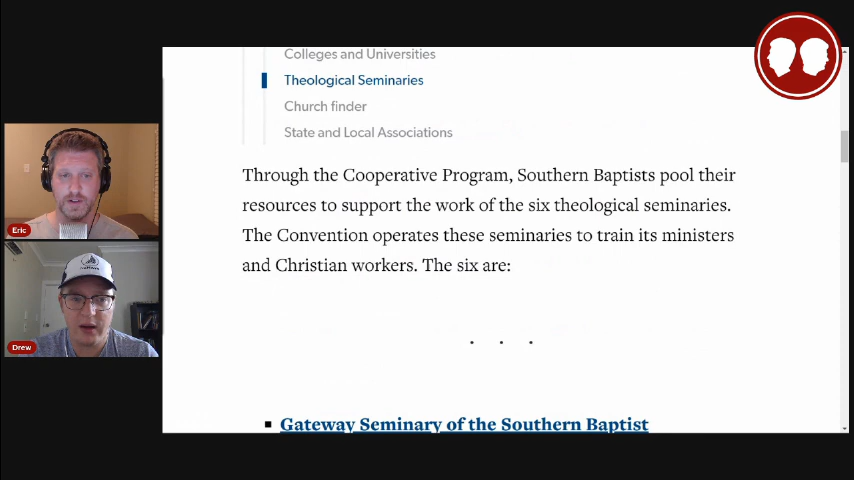 Colleges and Universities
Theological Seminaries
Church finder
State and Local Associations
Through the Cooperative Program, Southern Baptists pool their
resources to support the work of the six theological seminaries.
The Convention operates these seminaries to train its ministers
and Christian workers. The six are:
. . .
▪ Gateway Seminary of the Southern Baptist
Eric
Drew